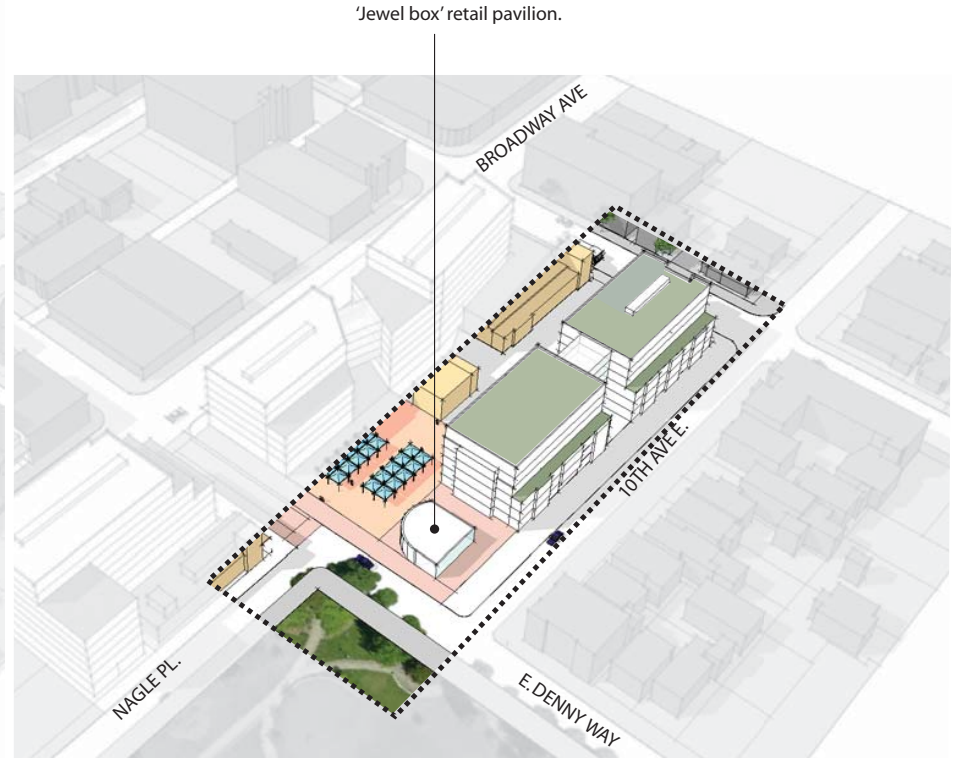 ‘Jewel box’ retail pavilion.
BROADWAY AVE
10TH AVE E.
NAGLE PL.
E. DENNY WAY